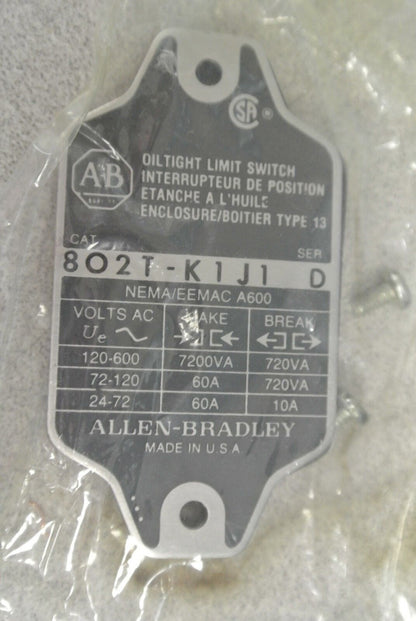 SA ®
A-B
OILTIGHT LIMIT SWITCH
INTERRUPTEUR DE POSITION
ETANCHE A L'HUILE
ENCLOSURE/BOITIER TYPE 13
CAT. SER
802T-K1J1 D
NEMA/EEMAC A600
VOLTS AC MAKE BREAK
Ue
120-600 7200VA 720VA
72-120 60A 720VA
24-72 60A 10A
ALLEN-BRADLEY
MADE IN U.S.A